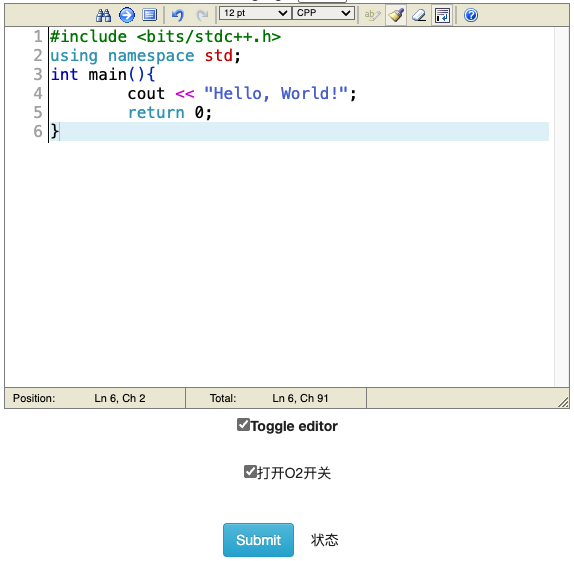 12 pt CPP
1 #include <bits/stdc++.h>
2 using namespace std;
3 int main(){
4 cout << "Hello, World!";
5 return 0;
6 }
Position: Ln 6, Ch 2 Total: Ln 6, Ch 91
Toggle editor
打开O2开关
Submit 状态